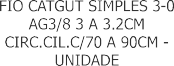 FIO CATGUT SIMPLES 3-0
AG3/8 3 A 3.2CM
CIRC.CIL.C/70 A 90CM -
UNIDADE